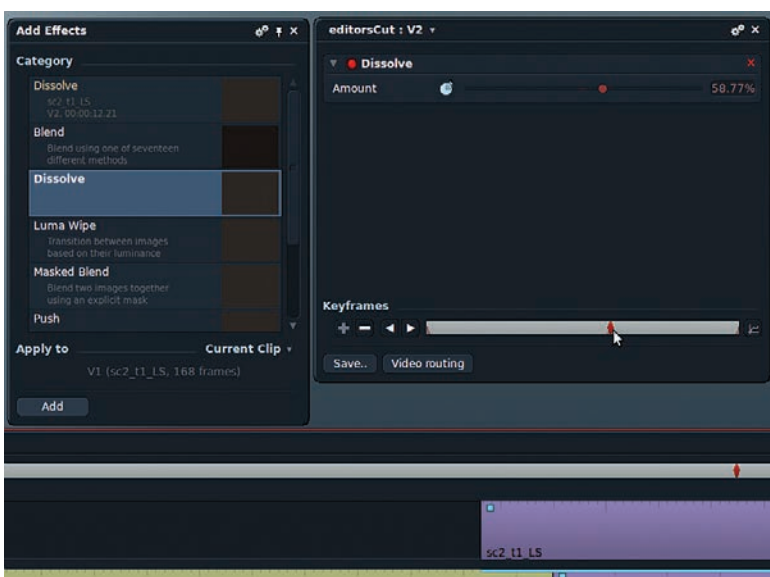 Add Effects
Category
Dissolve
sc2_t1_LS
V2, 00:00:12.21
Blend
Blend using one of seventeen
different methods
Dissolve
Luma Wipe
Transition between images
based on their luminance
Masked Blend
Blend two images together
using an explicit mask
Push
Apply to
Current Clip
V1 (sc2_t1_LS, 168 frames)
Add
editorsCut : V2
Dissolve
Amount
58.77%
Keyframes
Save..
Video routing
sc2_t1_LS